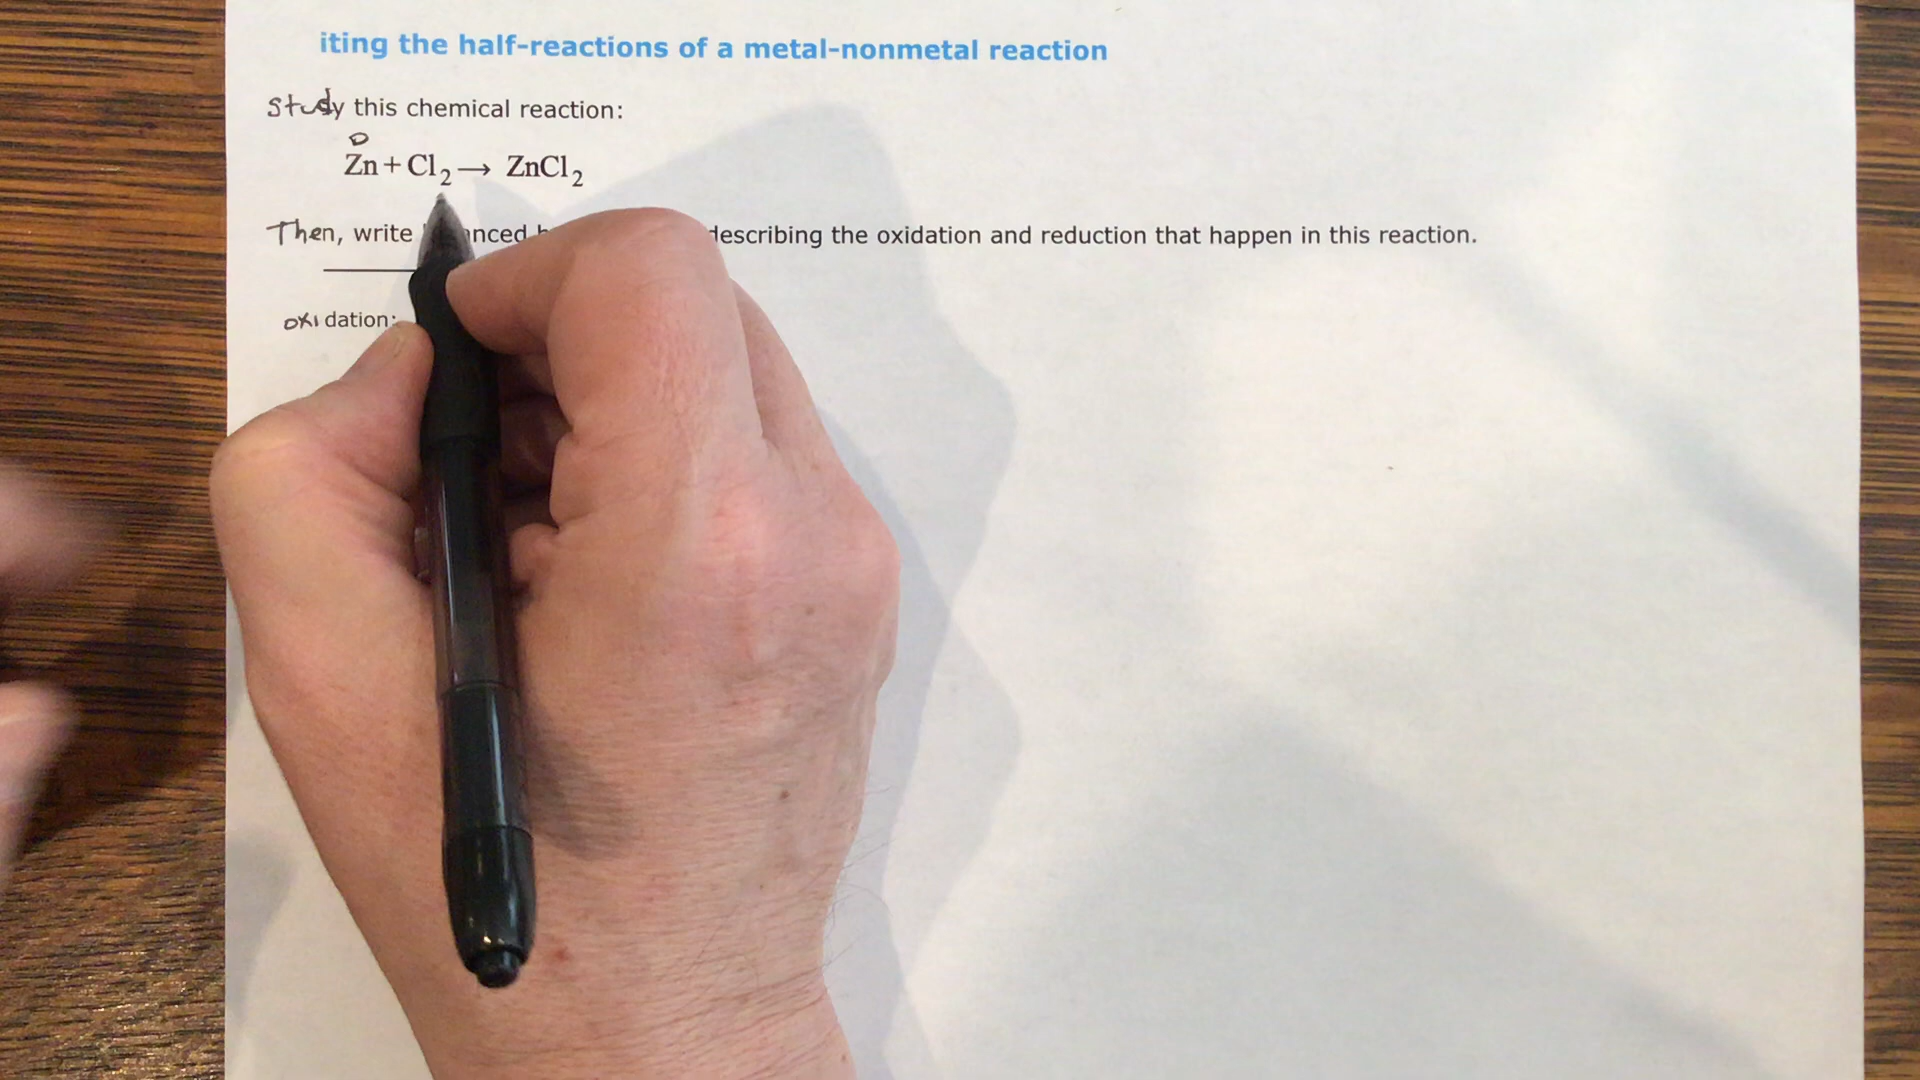 iting the half-reactions of a metal-nonmetal reaction
Study this chemical reaction:
0
Zn + Cl₂ → ZnCl₂
Then, write describing the oxidation and reduction that happen in this reaction.
oxidation: